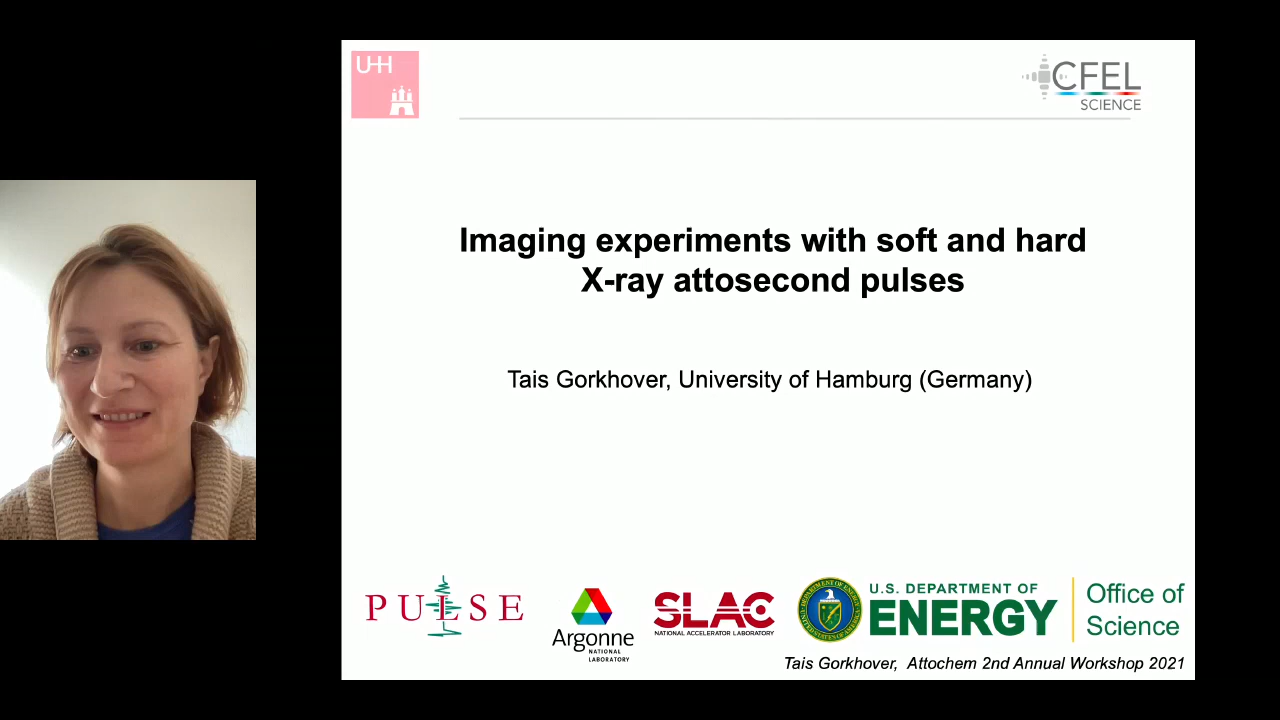 UHH
CFEL
SCIENCE
Imaging experiments with soft and hard
X-ray attosecond pulses
Tais Gorkhover, University of Hamburg (Germany)
PULSE
Argonne
NATIONAL
LABORATORY
SLAC
NATIONAL ACCELERATOR LABORATORY
U.S. DEPARTMENT OF
ENERGY
Office of
Science
Tais Gorkhover, Attochem 2nd Annual Workshop 2021